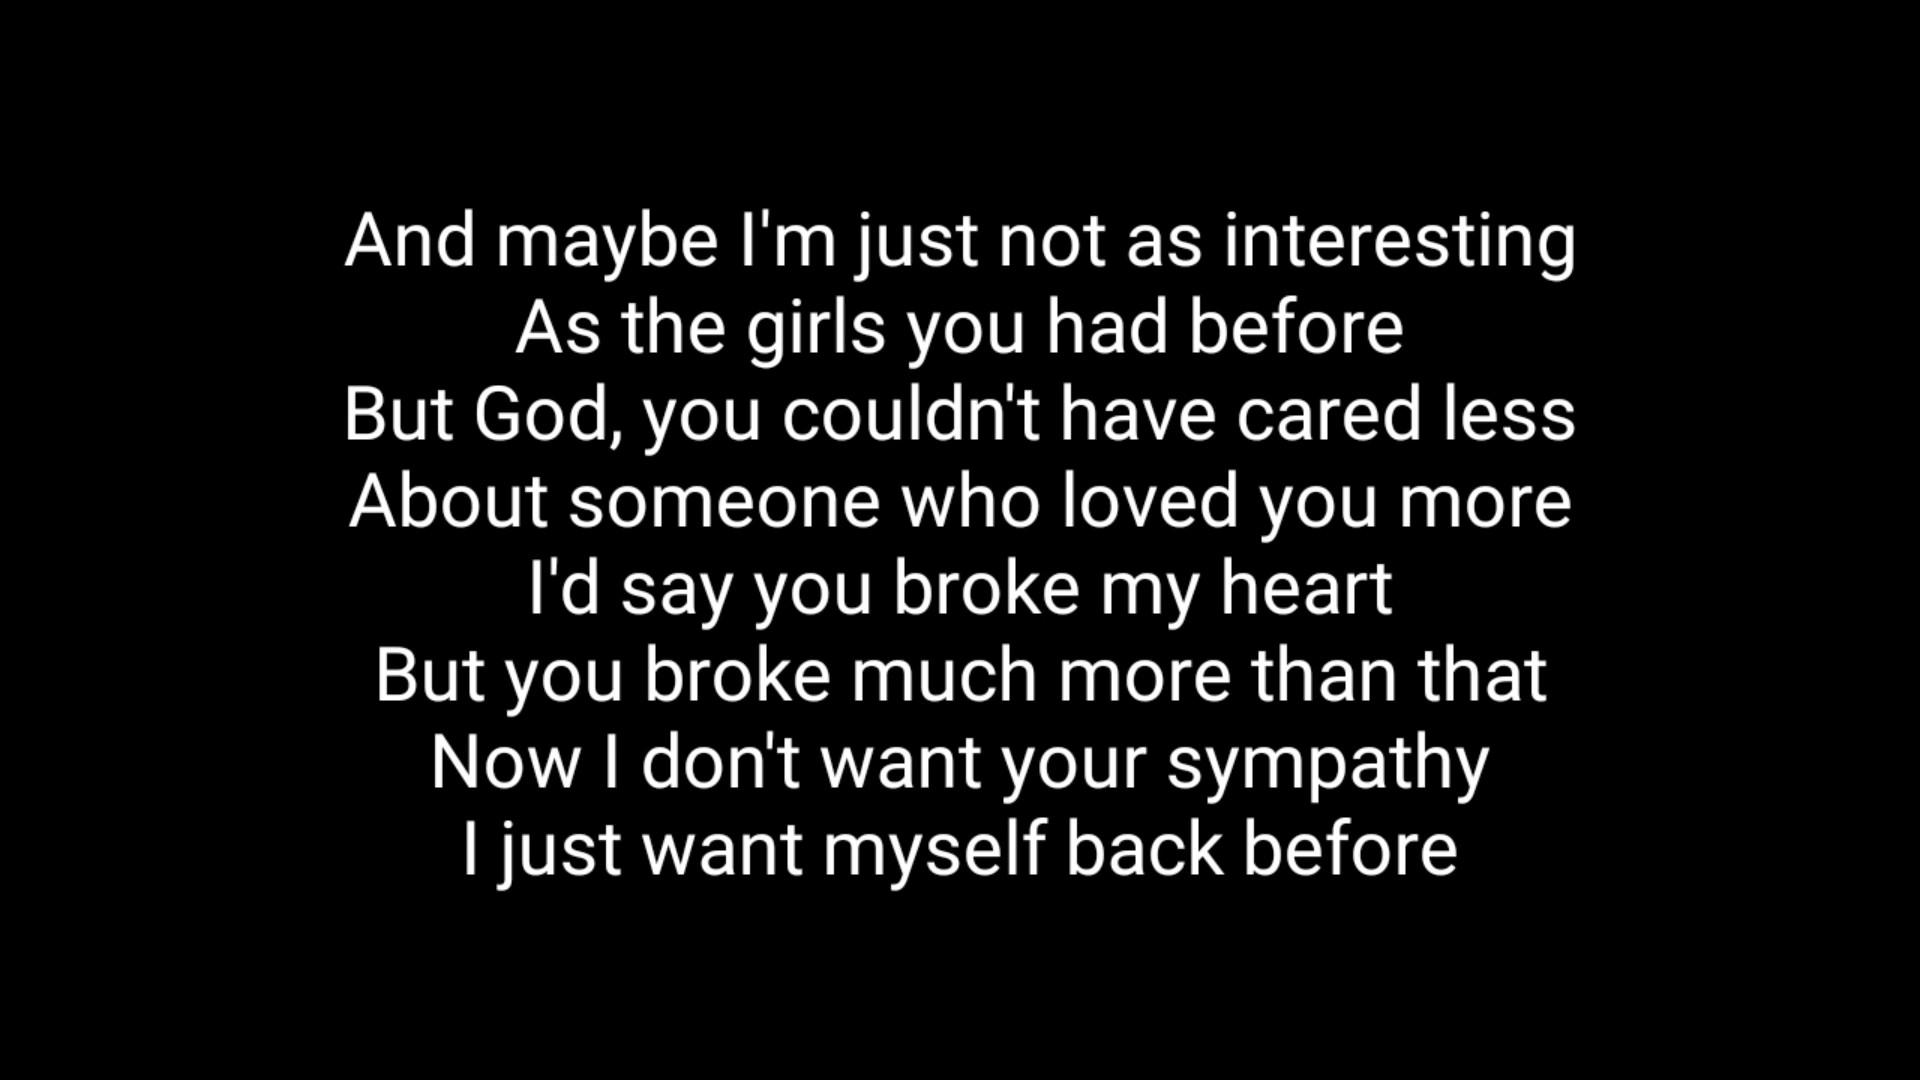 And maybe I'm just not as interesting
As the girls you had before
But God, you couldn't have cared less
About someone who loved you more
I'd say you broke my heart
But you broke much more than that
Now I don't want your sympathy
I just want myself back before